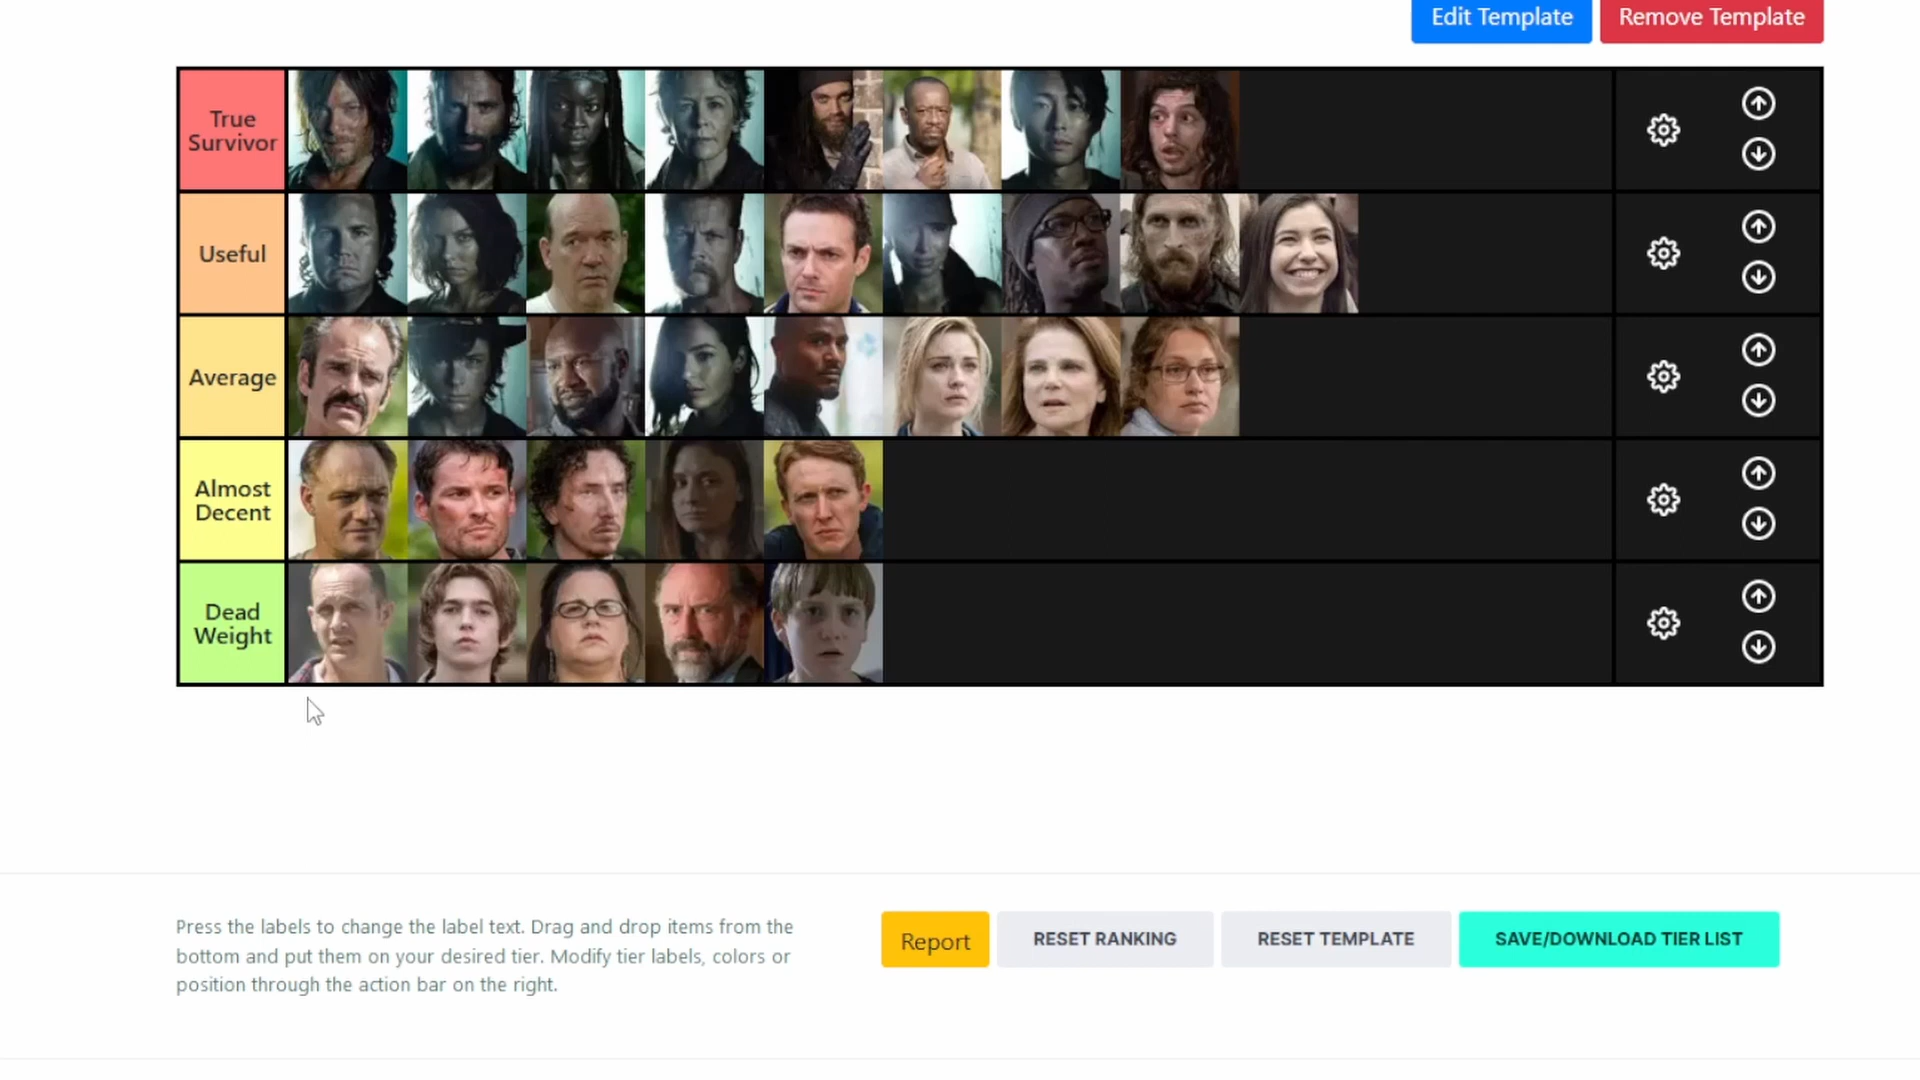 Edit Template
Remove Template
True
Survivor
Useful
Average
Almost
Decent
Dead
Weight
Press the labels to change the label text. Drag and drop items from the
bottom and put them on your desired tier. Modify tier labels, colors or
position through the action bar on the right.
Report
RESET RANKING
RESET TEMPLATE
SAVE/DOWNLOAD TIER LIST